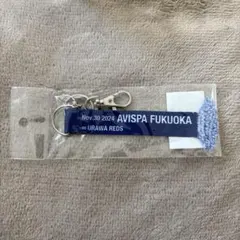 Nov.30 2024 AVISPA FUKUOKA
vs URAWA REDS